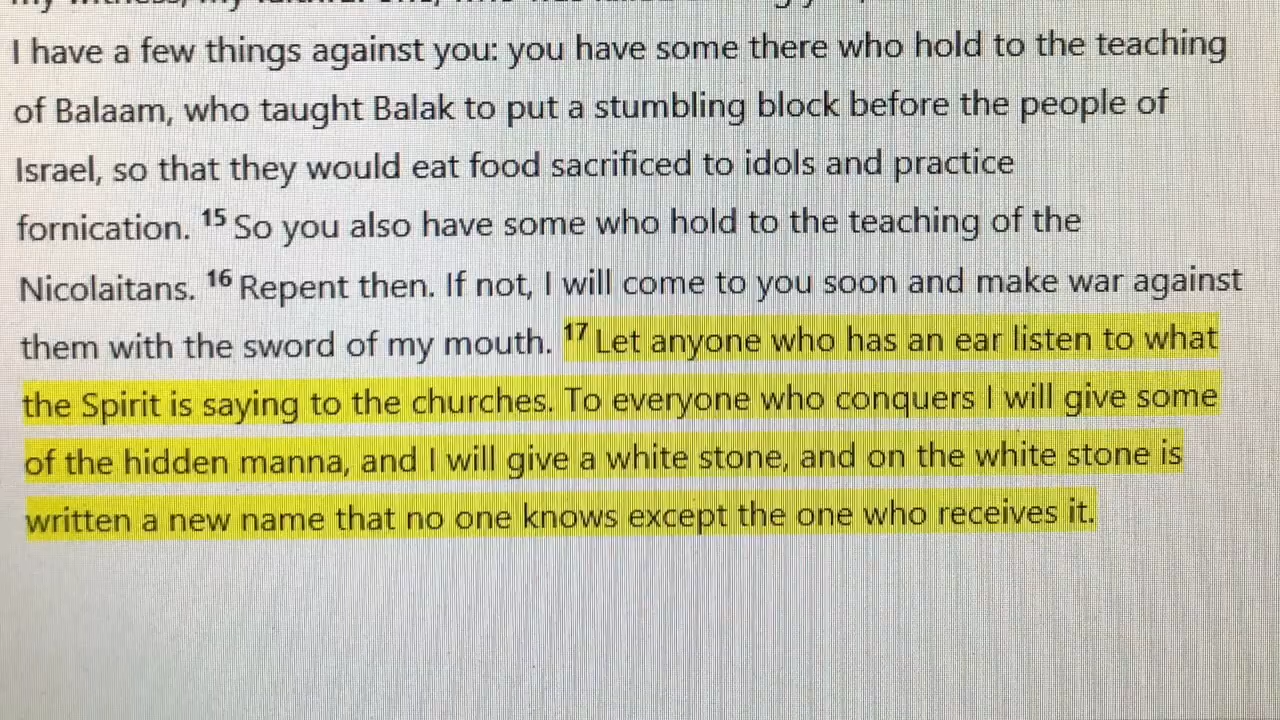 I have a few things against you: you have some there who hold to the teaching
of Balaam, who taught Balak to put a stumbling block before the people of
Israel, so that they would eat food sacrificed to idols and practice
fornication. 15 So you also have some who hold to the teaching of the
Nicolaitans. 16 Repent then. If not, I will come to you soon and make war against
them with the sword of my mouth. 17 Let anyone who has an ear listen to what
the Spirit is saying to the churches. To everyone who conquers I will give some
of the hidden manna, and I will give a white stone, and on the white stone is
written a new name that no one knows except the one who receives it.